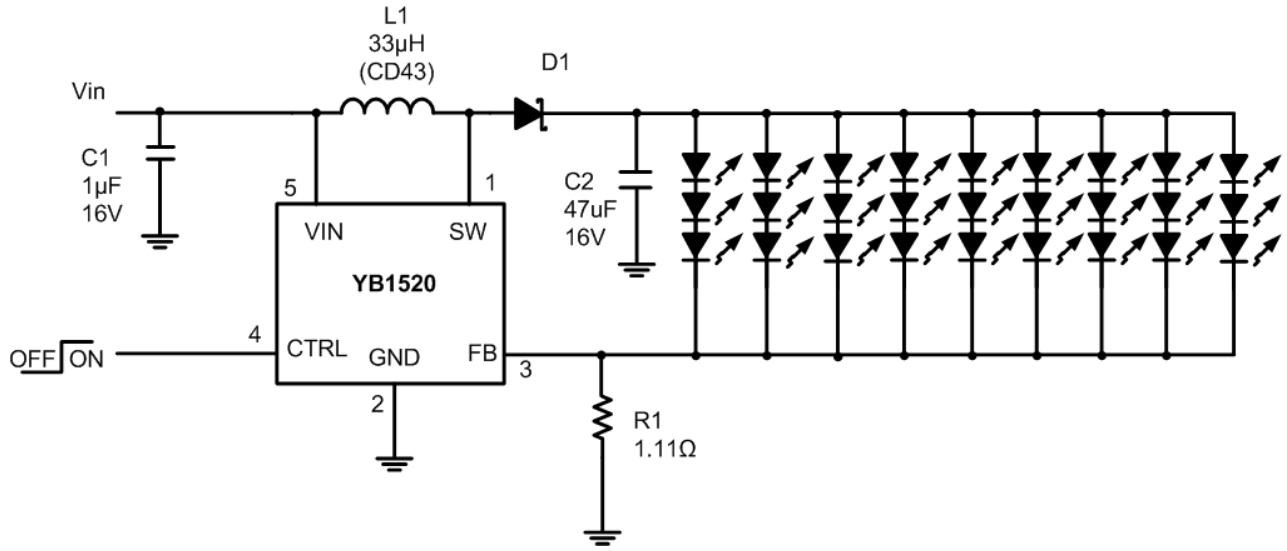 L1
33µH
(CD43)
D1
Vin
C1
1µF
16V
5
1
VIN
SW
C2
47uF
16V
YB1520
4
OFF
ON
CTRL
GND
FB
3
2
R1
1.11Ω